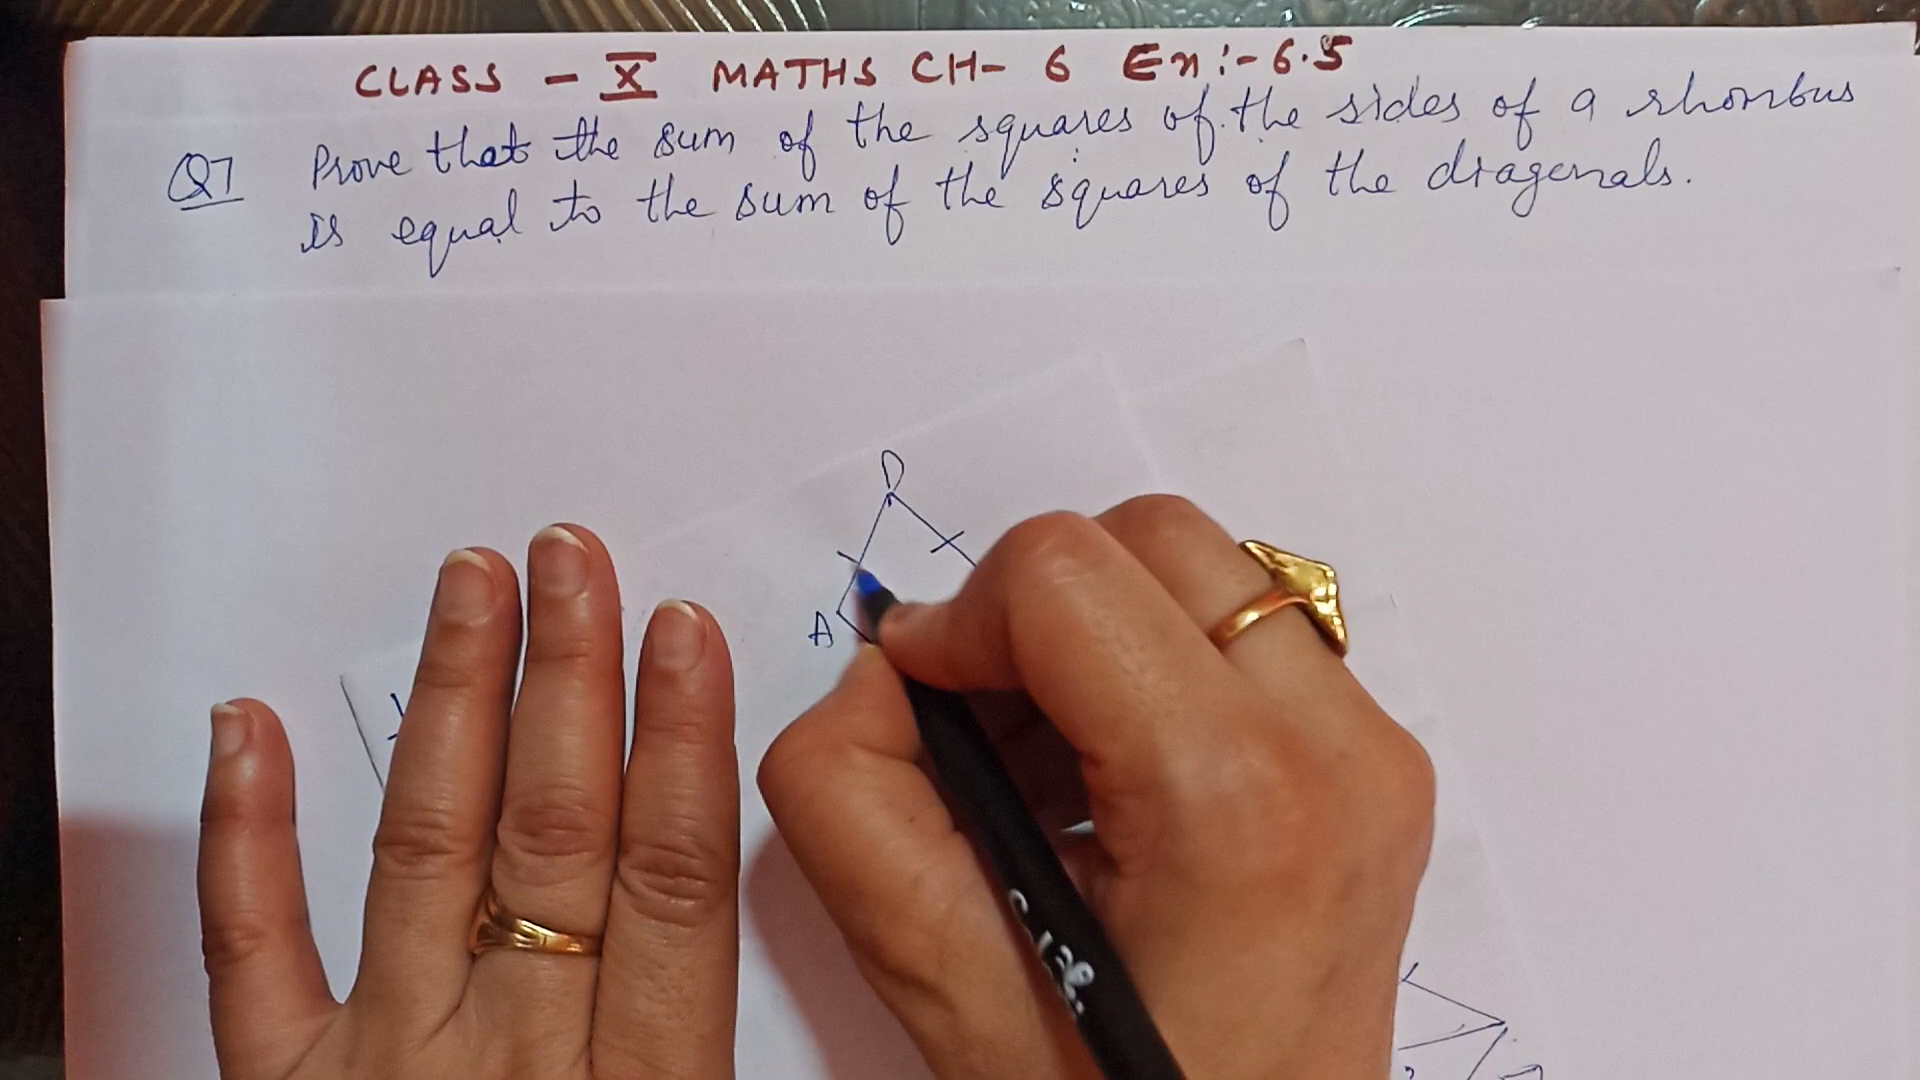 CLASS - X MATHS CH- 6 Ex:- 6.5
Q7 Prove that the sum of the squares of the sides of a rhombus
is equal to the sum of the squares of the diagonals.
D
A